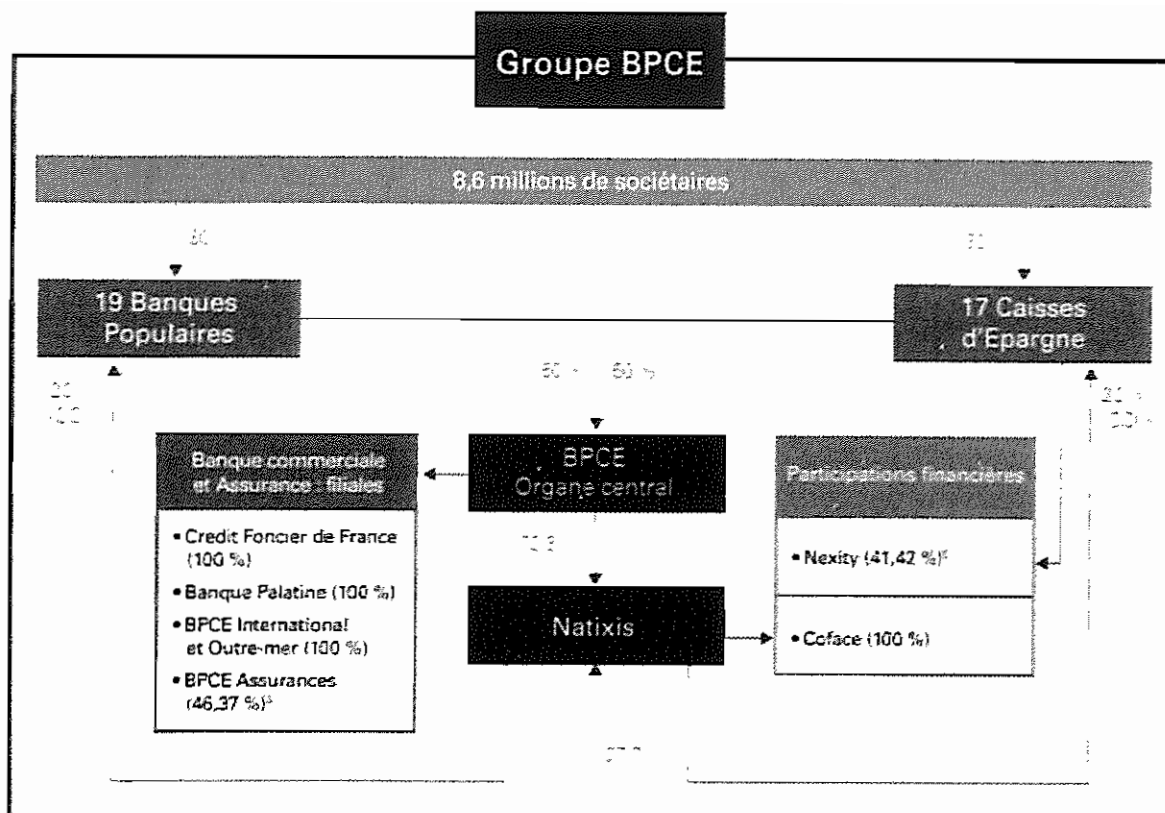 Groupe BPCE
8,6 millions de sociétaires
19 Banques
Populaires
17 Caisses
d'Epargne
Banque commerciale
et Assurance : filiales
• Credit Foncier de France
(100 %)
• Banque Palatine (100 %)
• BPCE International
et Outre-mer (100 %)
• BPCE Assurances
(46,37 %)
BPCE
Organe central
Natixis
Participations financières
• Nexity (41,42 %)
• Coface (100 %)